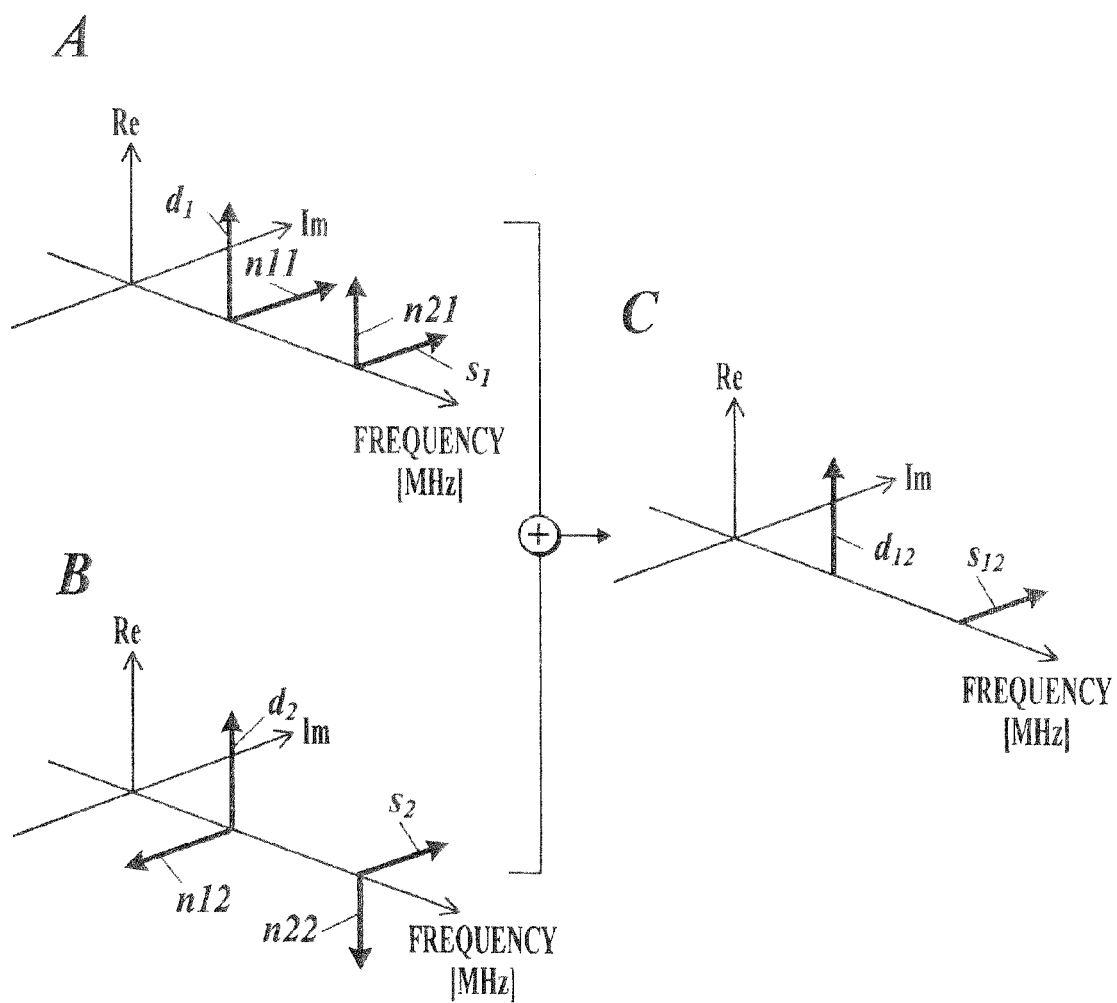 A
Re
d1
Im
n11
n21
s1
FREQUENCY
[MHz]
B
Re
d2
Im
s2
n12
n22
FREQUENCY
[MHz]
+
C
Re
Im
d12
s12
FREQUENCY
[MHz]